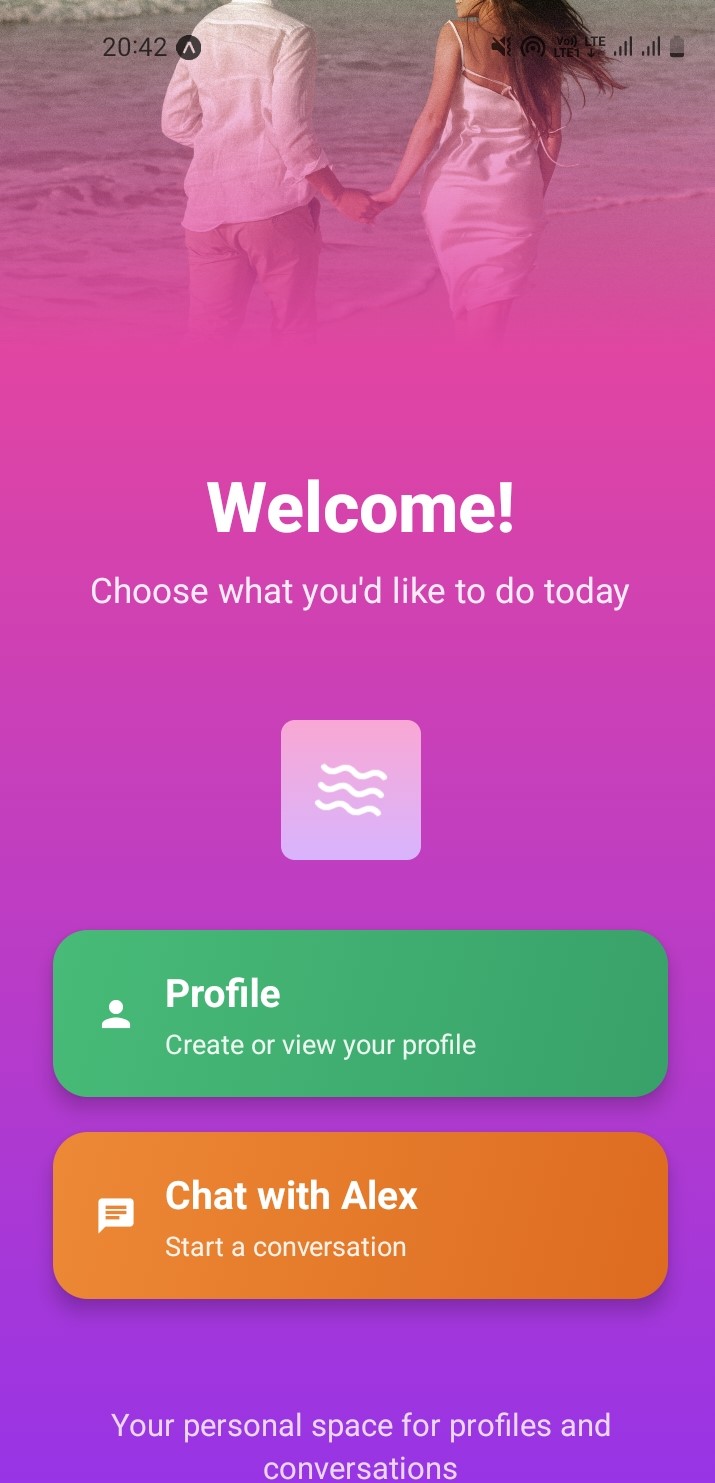 20:42
Vo)) LTE
LTE1
Welcome!
Choose what you'd like to do today
Profile
Create or view your profile
Chat with Alex
Start a conversation
Your personal space for profiles and
conversations